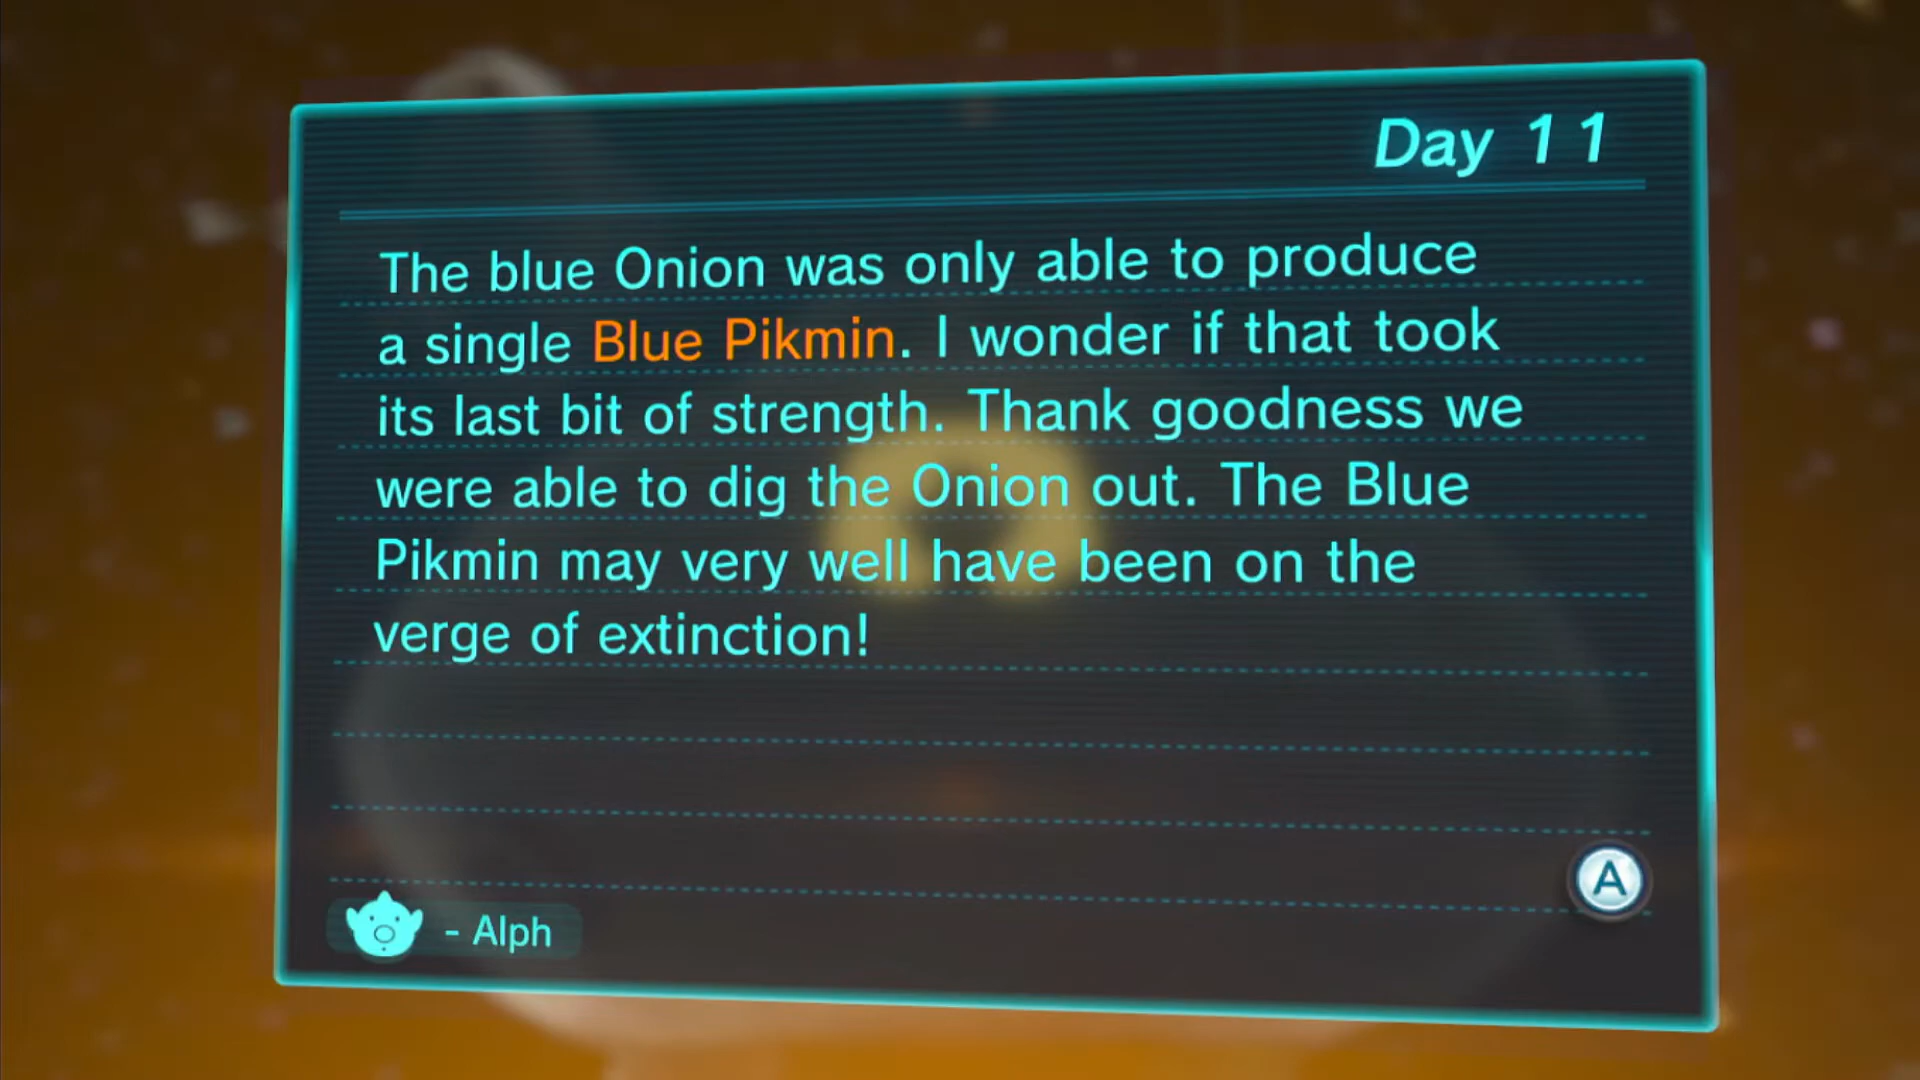 Day 11
The blue Onion was only able to produce
a single Blue Pikmin. I wonder if that took
its last bit of strength. Thank goodness we
were able to dig the Onion out. The Blue
Pikmin may very well have been on the
verge of extinction!
A
- Alph